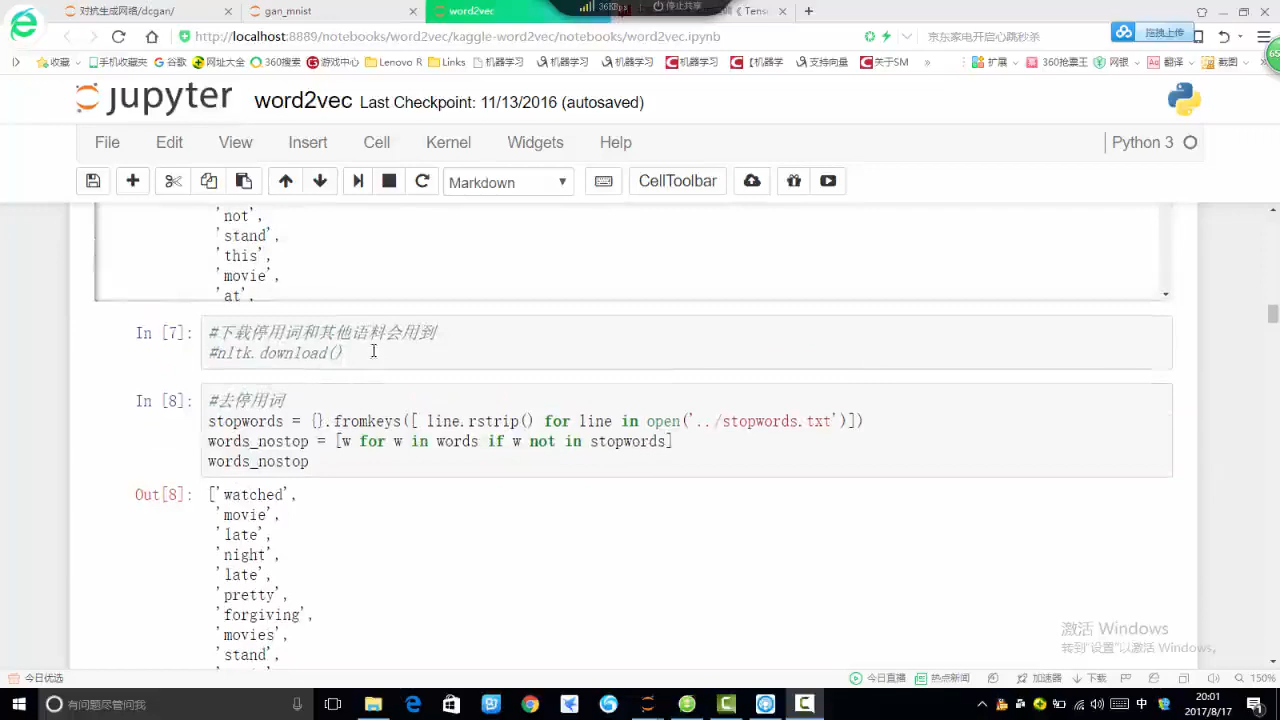 对抗生成网络/dcgan/
gan_mnist
word2vec
36KB/s
停止共享
《Tens
http://localhost:8889/notebooks/word2vec/kaggle-word2vec/notebooks/word2vec.ipynb
京东家电开启心跳秒杀
拖拽上传
收藏
手机收藏夹
谷歌
网址大全
360搜索
游戏中心
Lenovo R
Links
机器学习
机器学习
机器学习
机器学习
【机器学
支持向量
关于SM
扩展
360抢票王
网银
翻译
截图
jupyter
word2vec Last Checkpoint: 11/13/2016 (autosaved)
File Edit View Insert Cell Kernel Widgets Help
Python 3
Markdown
CellToolbar
'not',
'stand',
'this',
'movie',
'at',
In [7]:
#下载停用词和其他语料会用到
#nltk.download()
In [8]:
#去停用词
stopwords = {}.fromkeys([ line.rstrip() for line in open('../stopwords.txt')])
words_nostop = [w for w in words if w not in stopwords]
words_nostop
Out[8]:
['watched',
'movie',
'late',
'night',
'late',
'pretty',
'forgiving',
'movies',
'stand',
激活 Windows
转到"设置"以激活 Windows。
今日优选
今日直播
热点新闻
加速器
下载
150%
有问题尽管问我
中
20:01
2017/8/17